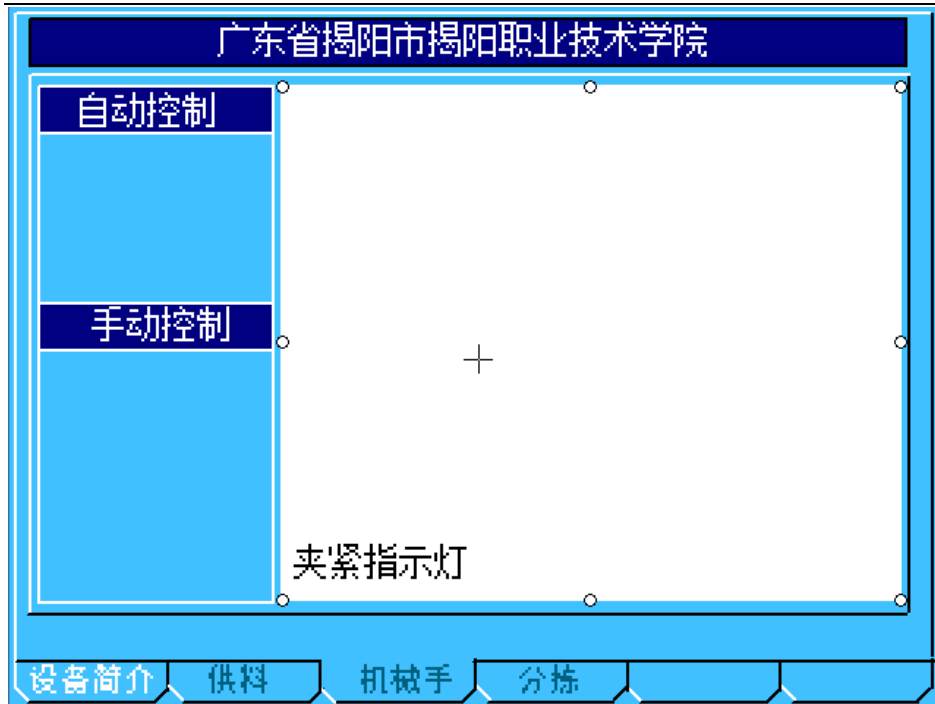 广东省揭阳市揭阳职业技术学院
自动控制
手动控制
夹紧指示灯
设备简介 供料 机械手 分拣